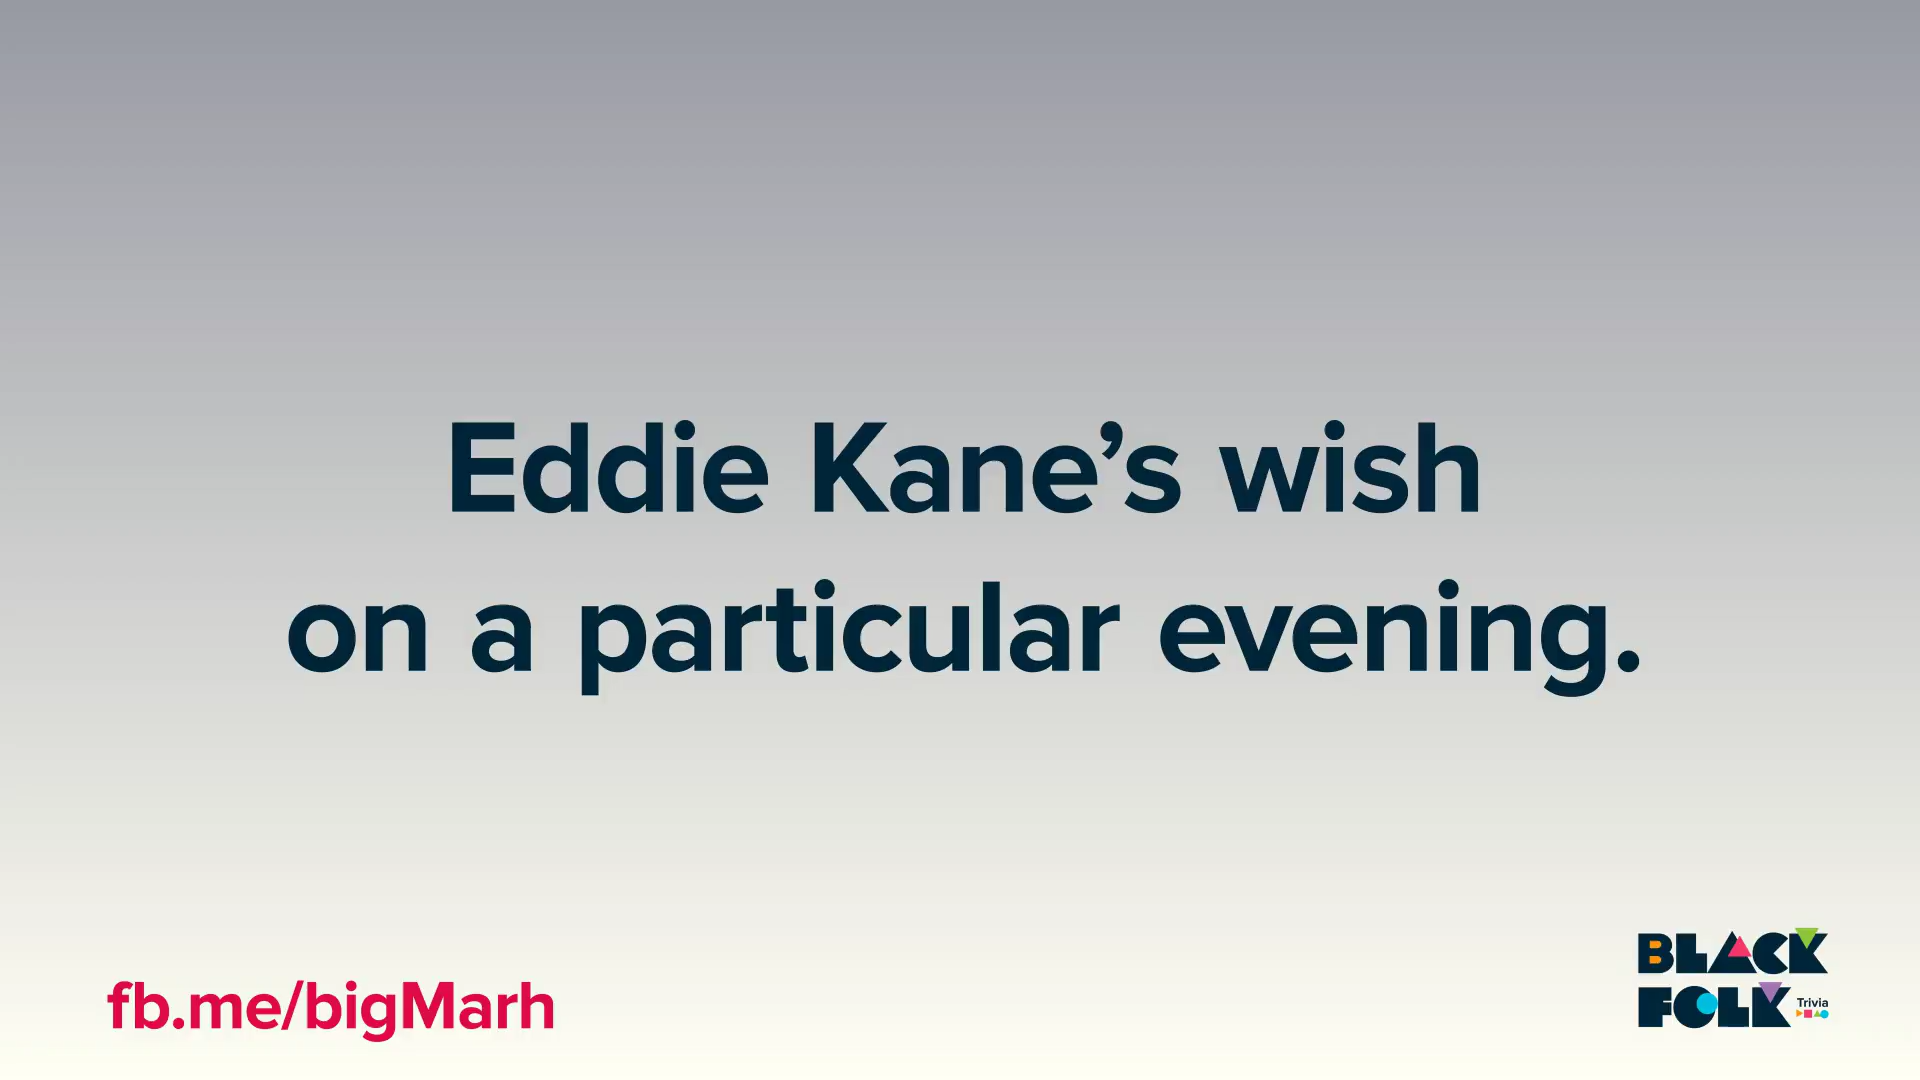 Eddie Kane’s wish
on a particular evening.
fb.me/bigMarh
BLACK
FOLK
Trivia